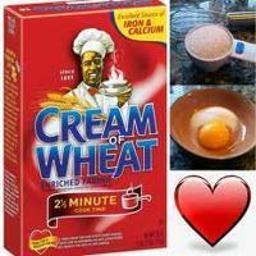 Excellent Source of
IRON &
CALCIUM
SINCE
1893
CREAM
OF
WHEAT
ENRICHED FARINA
2½ MINUTE
COOK TIME